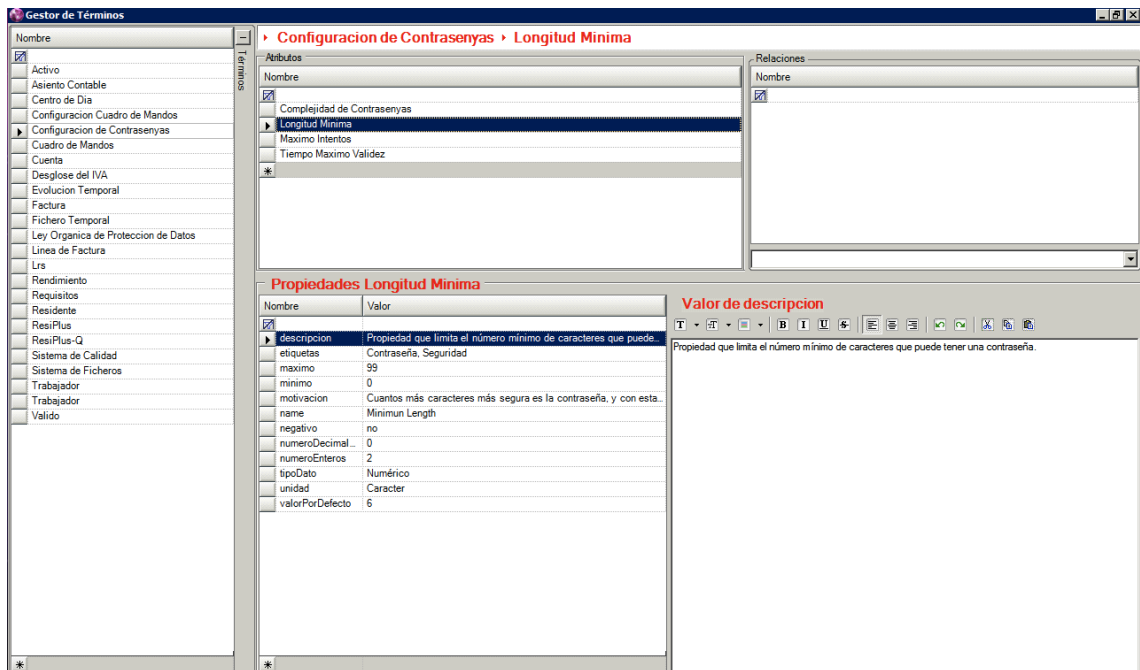 Gestor de Términos
Nombre
Activo
Asiento Contable
Centro de Dia
Configuracion Cuadro de Mandos
Configuracion de Contrasenyas
Cuadro de Mandos
Cuenta
Desglose del IVA
Evolucion Temporal
Factura
Fichero Temporal
Ley Organica de Proteccion de Datos
Linea de Factura
Lrs
Rendimiento
Requisitos
Residente
ResiPlus
ResiPlus-Q
Sistema de Calidad
Sistema de Ficheros
Trabajador
Trabajador
Valido
Términos
Configuracion de Contrasenyas Longitud Minima
Atributos
Nombre
Complejidad de Contrasenyas
Longitud Minima
Maximo Intentos
Tiempo Maximo Validez
Relaciones
Nombre
Propiedades Longitud Minima
Nombre Valor
descripcion Propiedad que limita el número mínimo de caracteres que puede...
etiquetas Contraseña, Seguridad
maximo 99
minimo 0
motivacion Cuantos más caracteres más segura es la contraseña, y con esta...
name Minimun Length
negativo no
numeroDecimal... 0
numeroEnteros 2
tipoDato Numérico
unidad Caracter
valorPorDefecto 6
Valor de descripcion
T T B I U S
Propiedad que limita el número mínimo de caracteres que puede tener una contraseña.